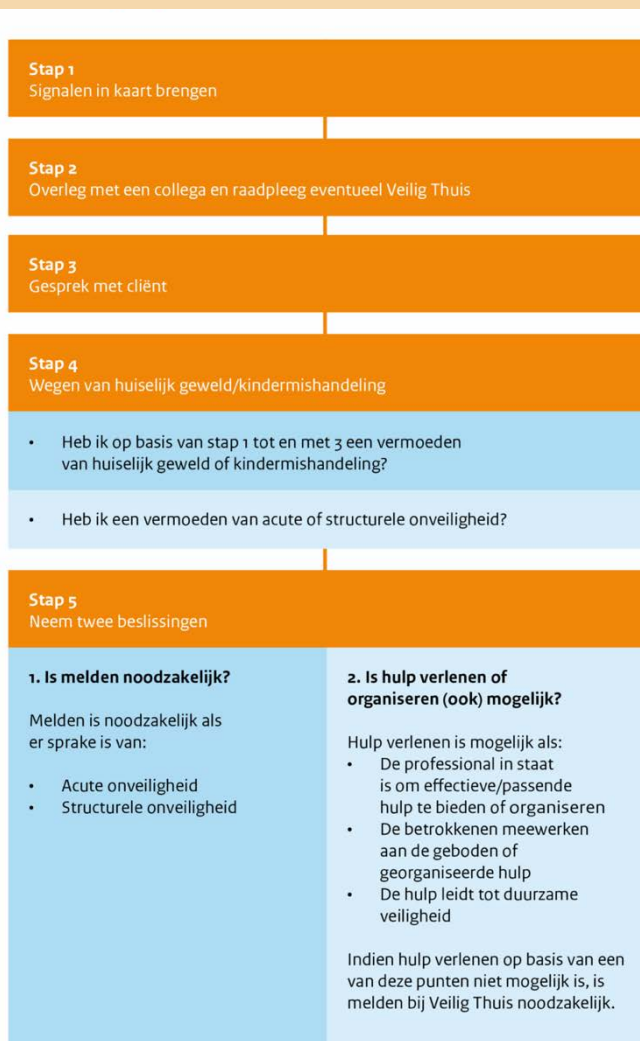 Stap 1
Signalen in kaart brengen
Stap 2
Overleg met een collega en raadpleeg eventueel Veilig Thuis
Stap 3
Gesprek met cliënt
Stap 4
Wegen van huiselijk geweld/kindermishandeling
• Heb ik op basis van stap 1 tot en met 3 een vermoeden
van huiselijk geweld of kindermishandeling?
• Heb ik een vermoeden van acute of structurele onveiligheid?
Stap 5
Neem twee beslissingen
1. Is melden noodzakelijk?
Melden is noodzakelijk als
er sprake is van:
• Acute onveiligheid
• Structurele onveiligheid
2. Is hulp verlenen of
organiseren (ook) mogelijk?
Hulp verlenen is mogelijk als:
• De professional in staat
is om effectieve/passende
hulp te bieden of organiseren
• De betrokkenen meewerken
aan de geboden of
georganiseerde hulp
• De hulp leidt tot duurzame
veiligheid
Indien hulp verlenen op basis van een
van deze punten niet mogelijk is, is
melden bij Veilig Thuis noodzakelijk.